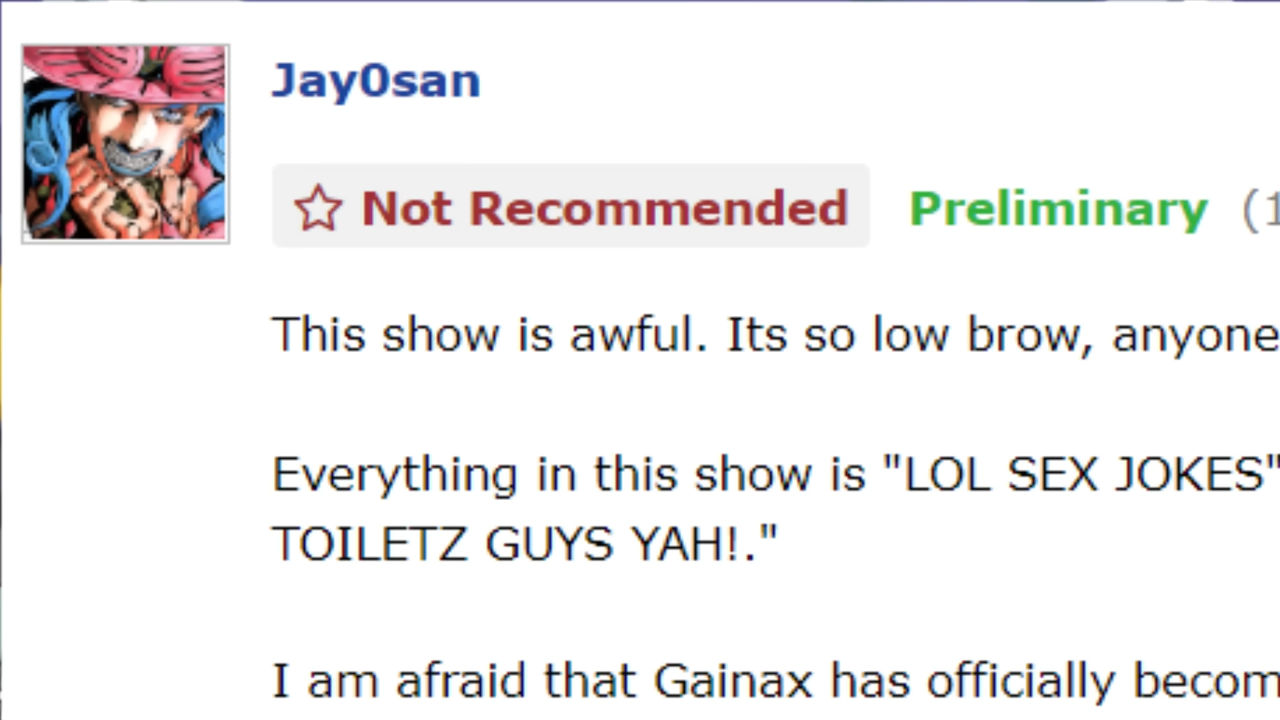 Jay0san
Not Recommended Preliminary (1
This show is awful. Its so low brow, anyone
Everything in this show is "LOL SEX JOKES"
TOILETZ GUYS YAH!."
I am afraid that Gainax has officially becom